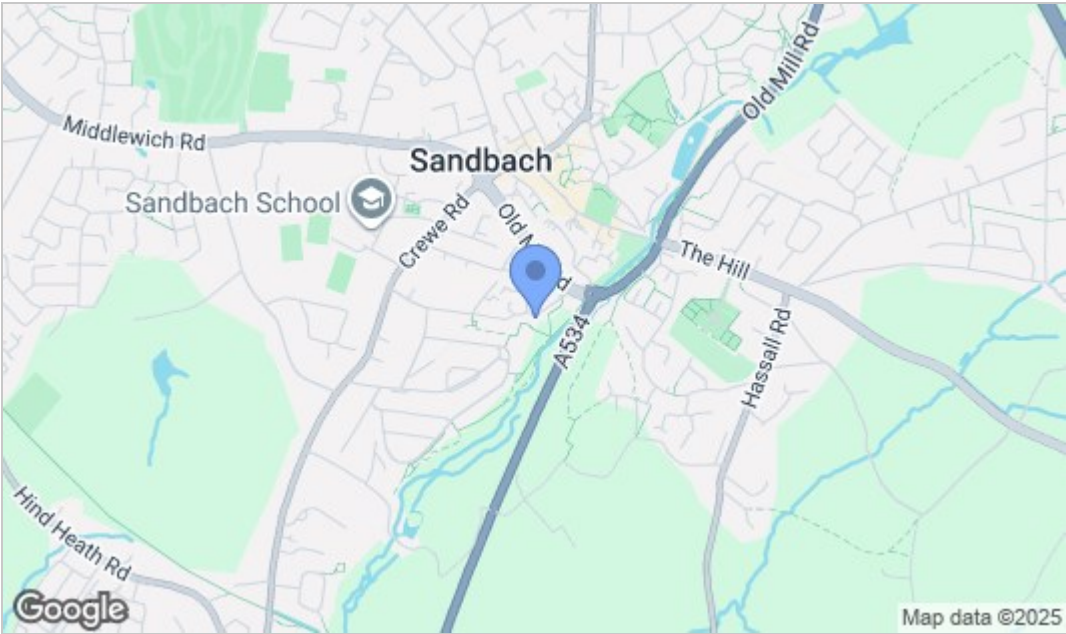 Old Mill Rd
Middlewich Rd
Sandbach
Sandbach School
Crewe Rd
Old M
d
The Hill
A534
Hassall Rd
Hind Heath Rd
Google
Map data ©2025